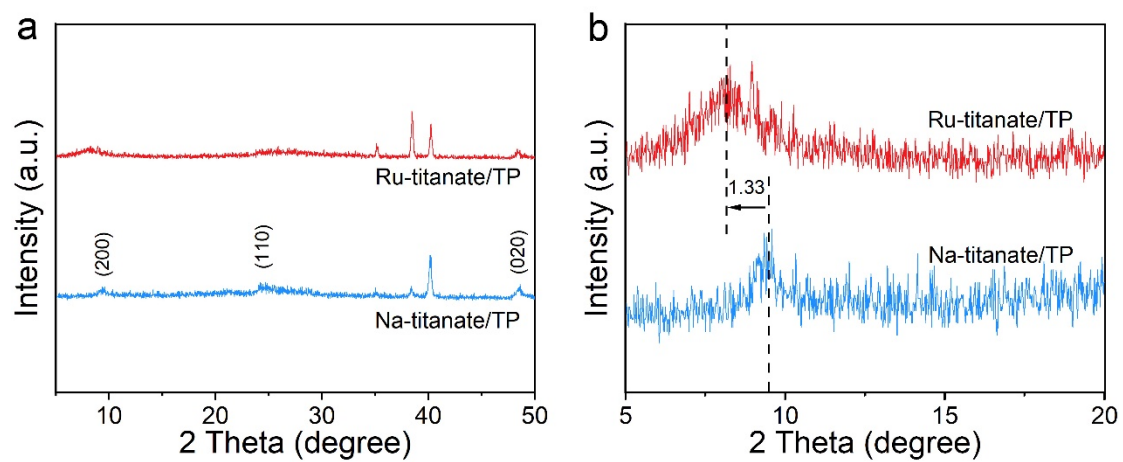 a
Intensity (a.u.)
Ru-titanate/TP
(200)
(110)
(020)
Na-titanate/TP
10
20
30
40
50
2 Theta (degree)
b
Intensity (a.u.)
Ru-titanate/TP
1.33
Na-titanate/TP
5
10
15
20
2 Theta (degree)